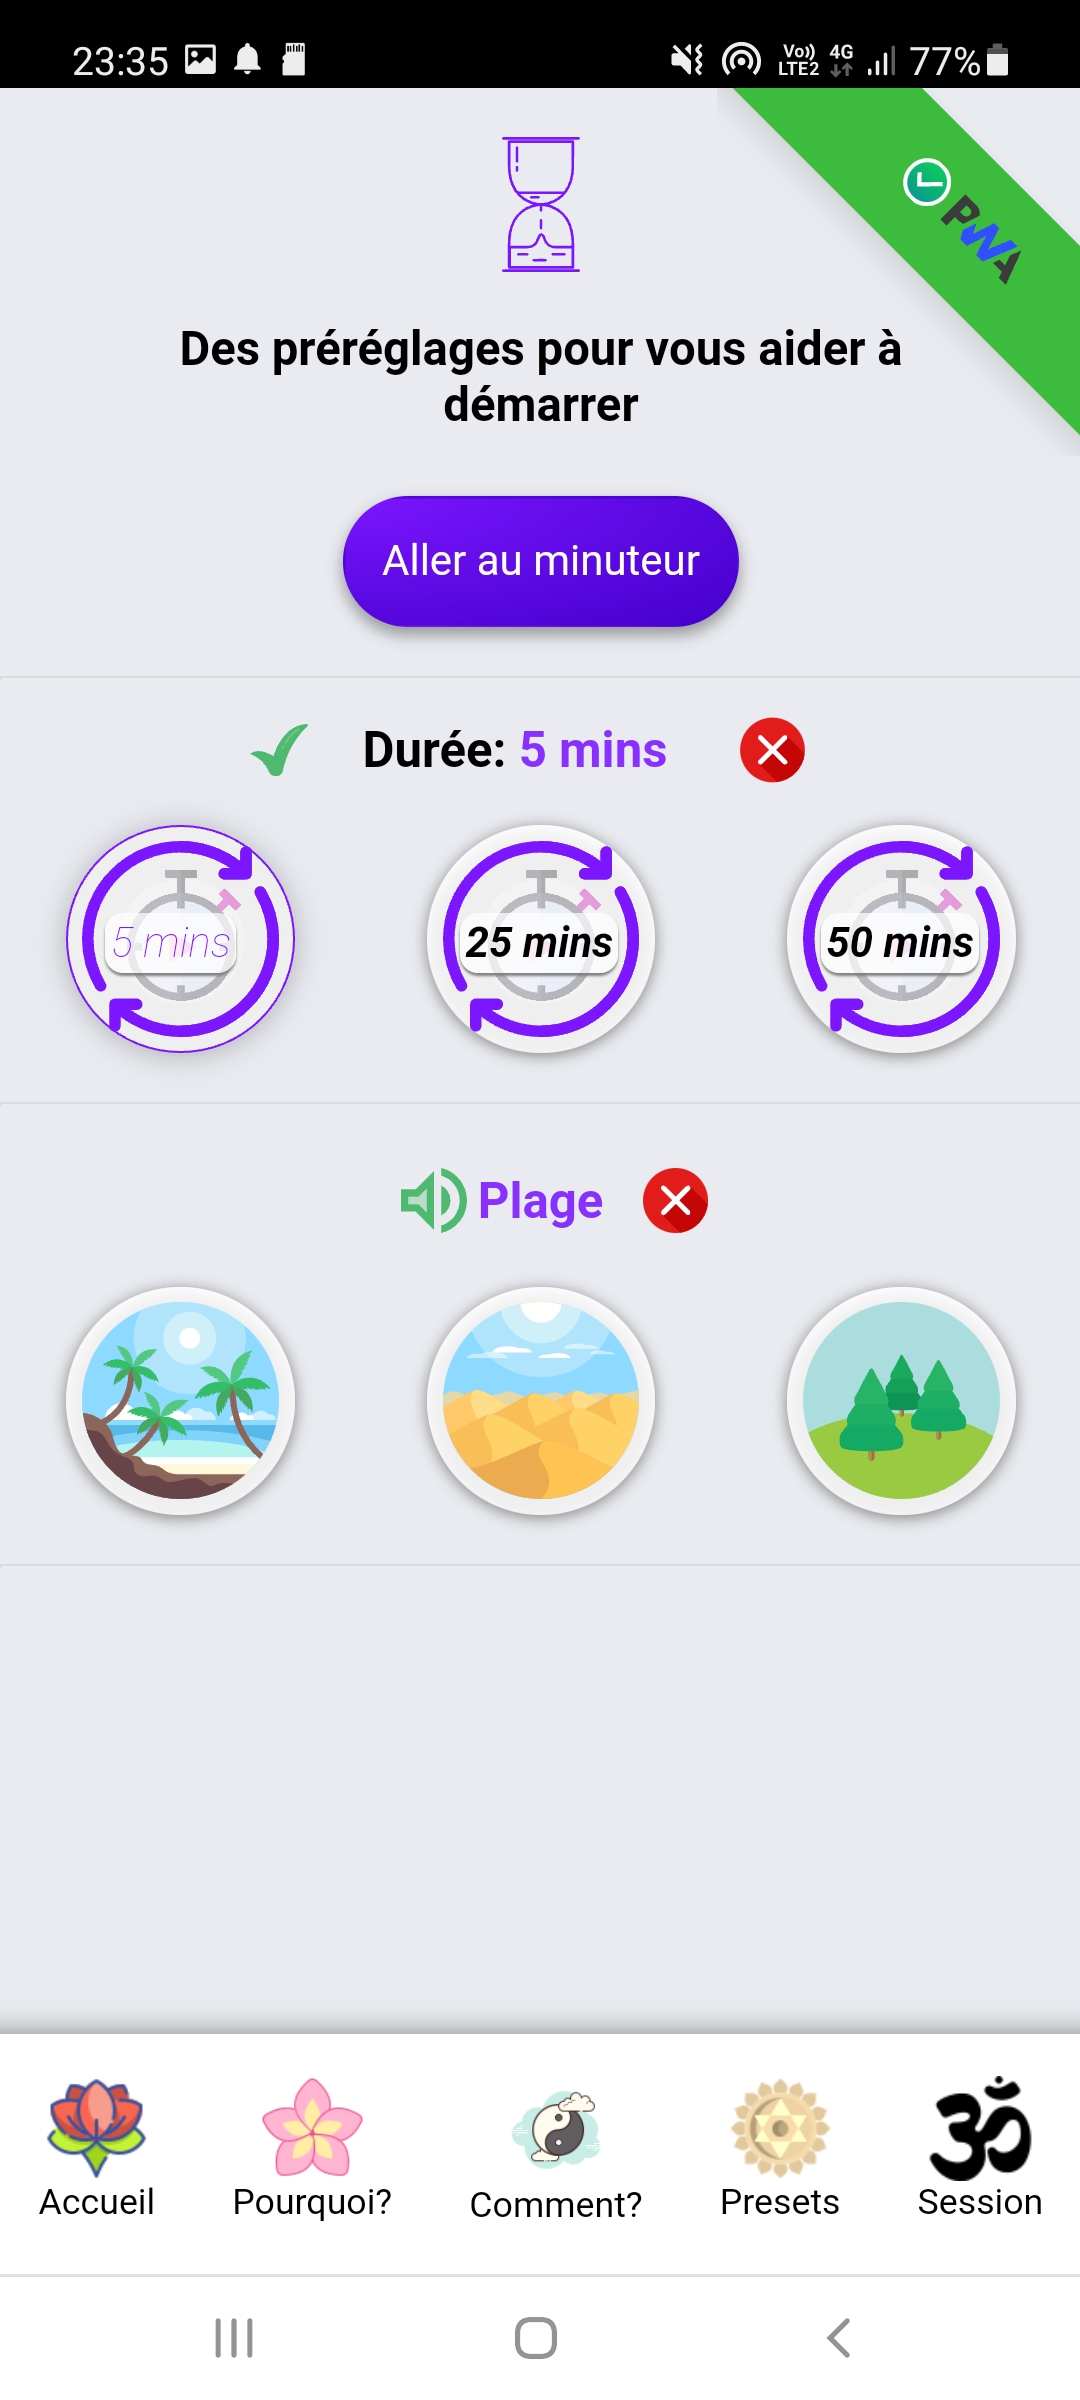 23:35
Vo)) LTE2 4G 77%
PWA
Des préréglages pour vous aider à
démarrer
Aller au minuteur
Durée: 5 mins
5 mins
25 mins
50 mins
Plage
Accueil
Pourquoi?
Comment?
Presets
Session